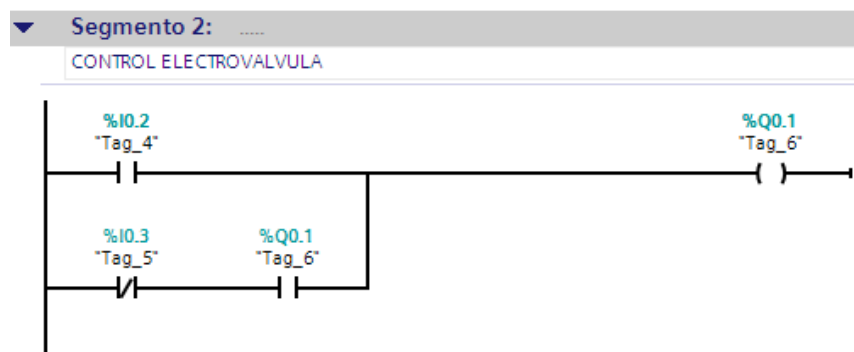 Segmento 2: .....
CONTROL ELECTROVALVULA
%I0.2 %Q0.1
"Tag_4" "Tag_6"
%I0.3 %Q0.1
"Tag_5" "Tag_6"